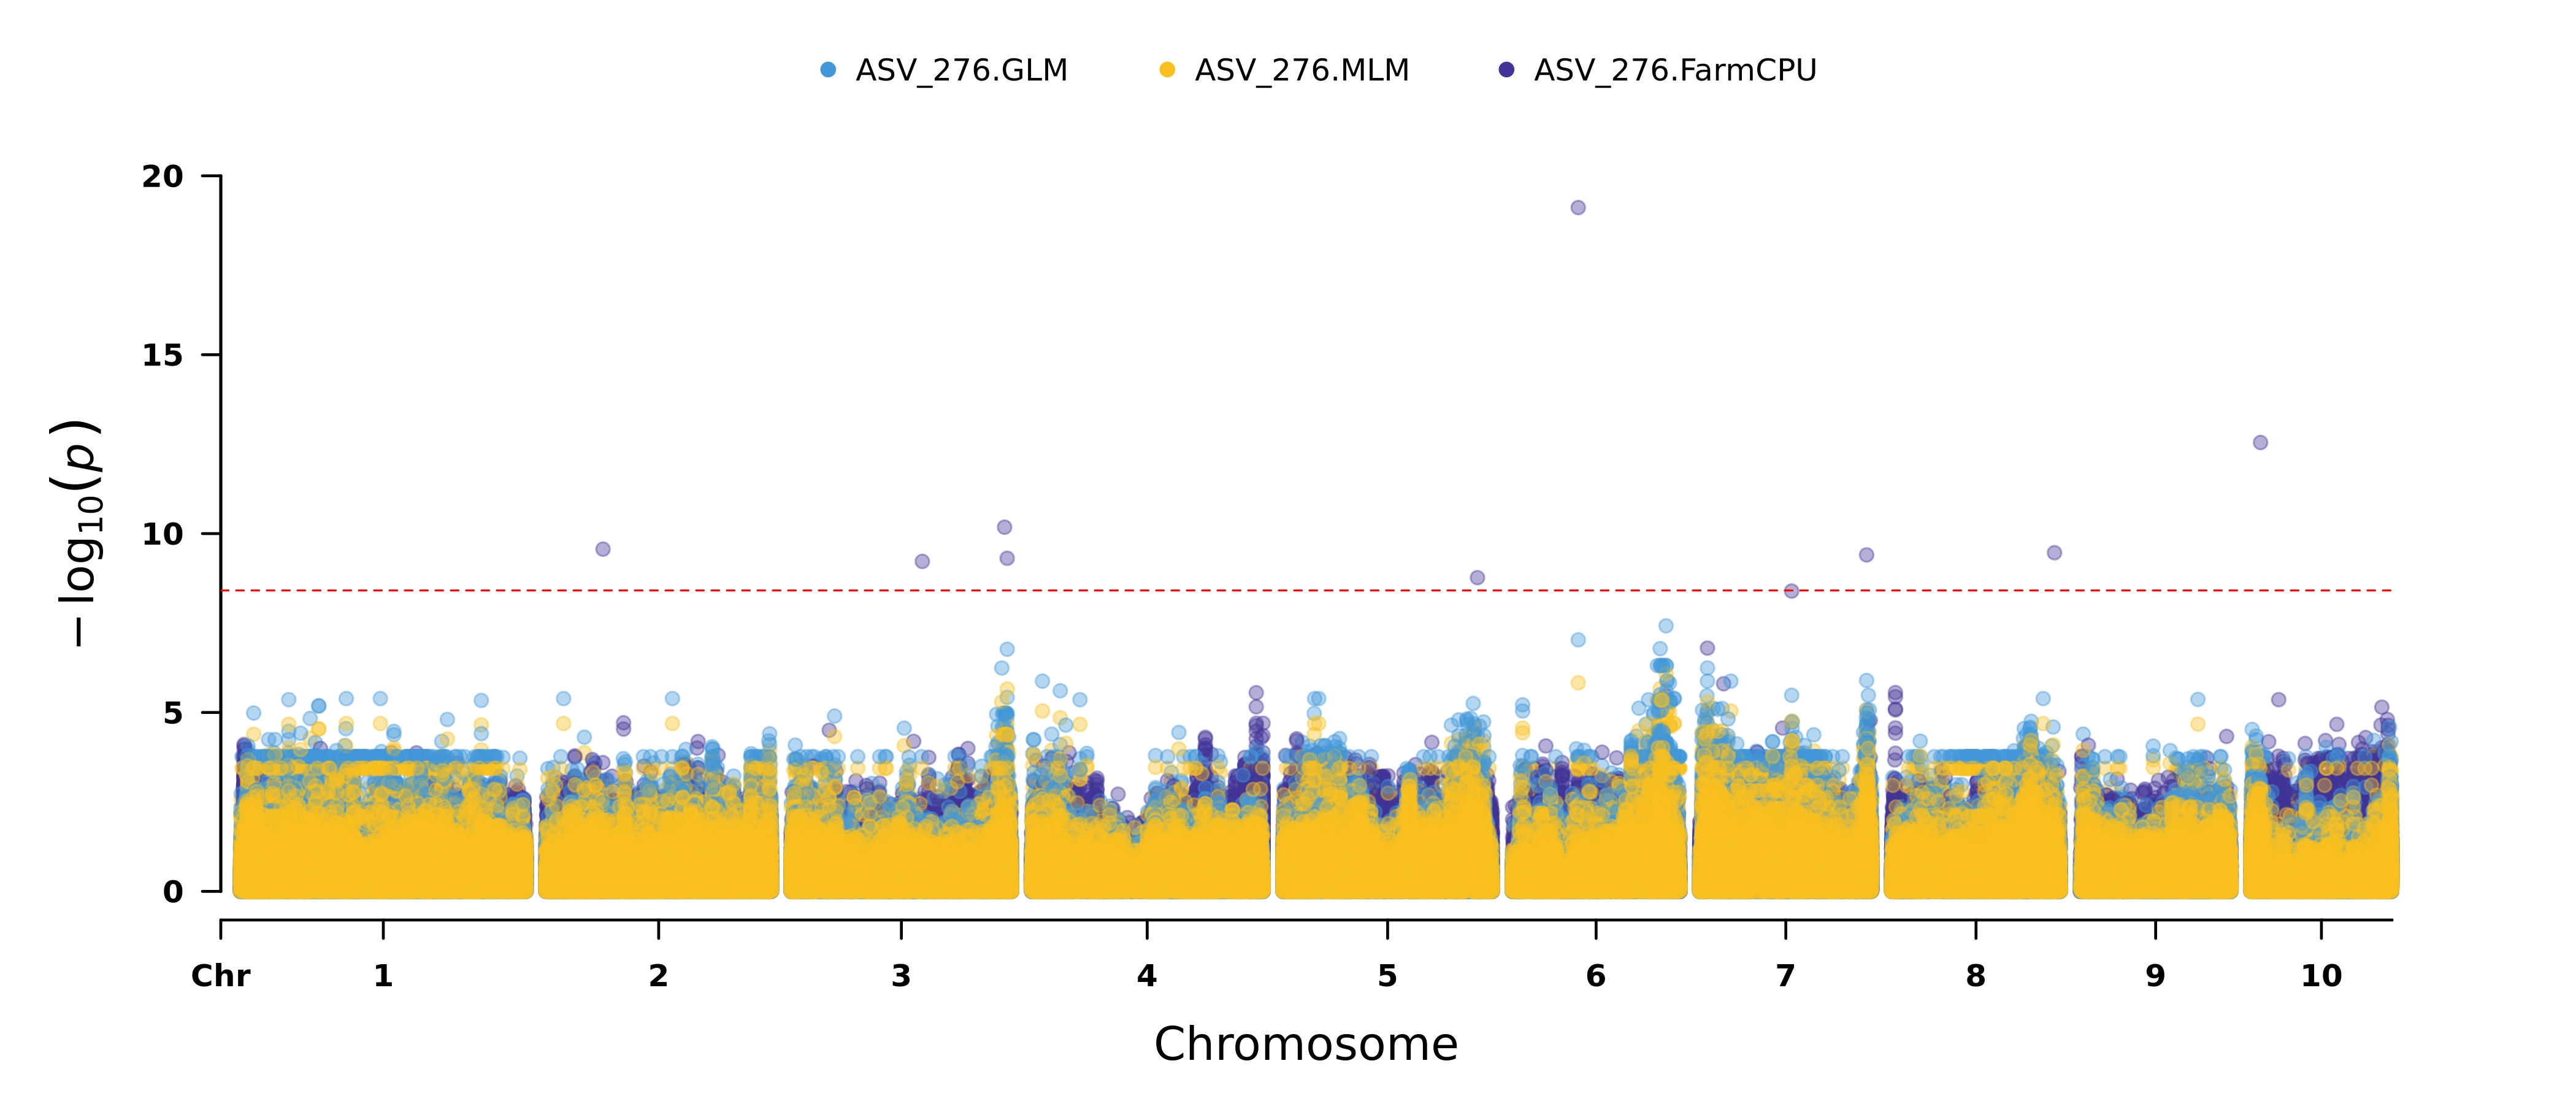 ASV_276.GLM ASV_276.MLM ASV_276.FarmCPU
20
15
10
5
0
− log10(p)
Chr 1 2 3 4 5 6 7 8 9 10
Chromosome